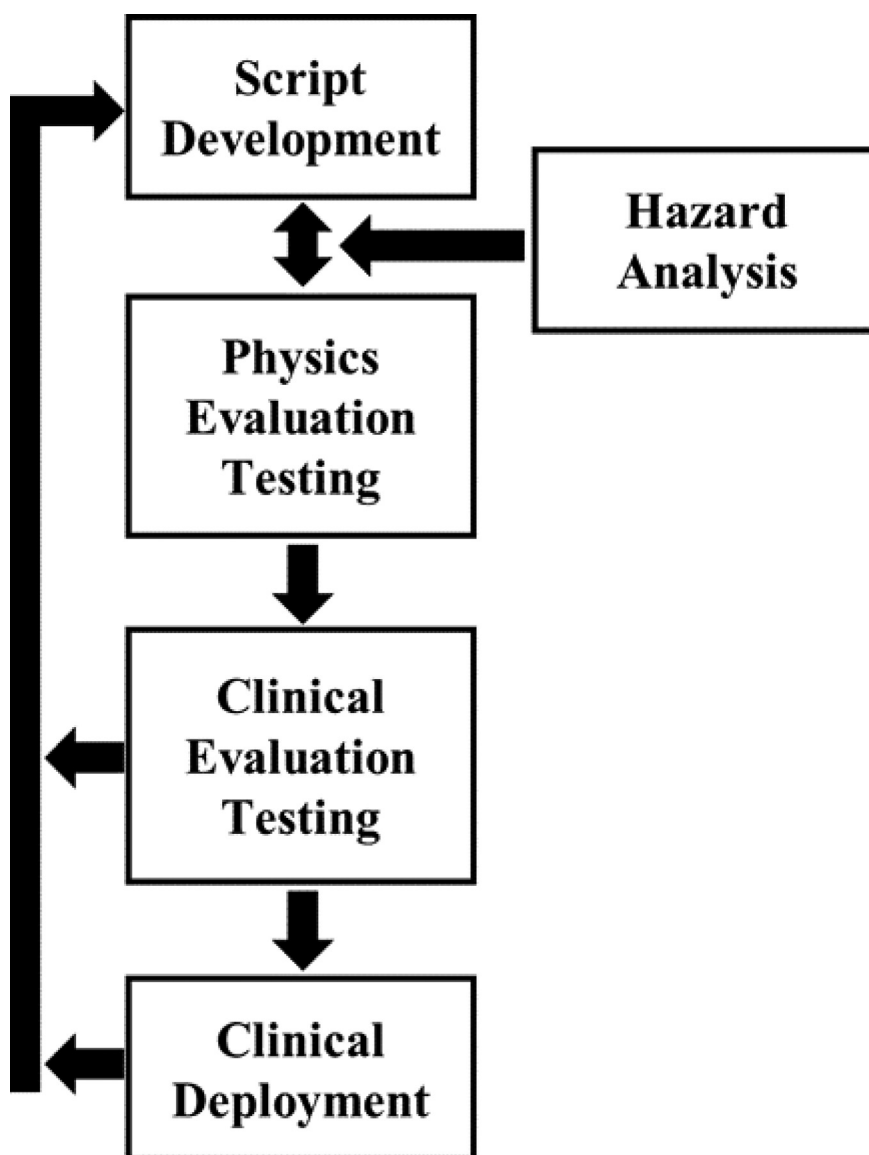 Script
Development
Hazard
Analysis
Physics
Evaluation
Testing
Clinical
Evaluation
Testing
Clinical
Deployment